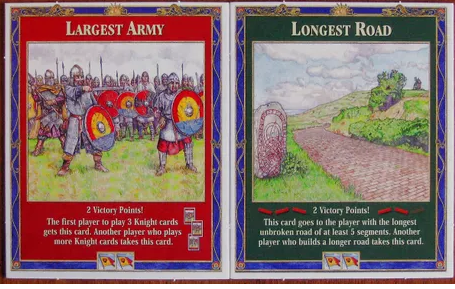 LARGEST ARMY
2 Victory Points!
The first player to play 3 Knight cards
gets this card. Another player who plays
more Knight cards takes this card.
LONGEST ROAD
2 Victory Points!
This card goes to the player with the longest
unbroken road of at least 5 segments. Another
player who builds a longer road takes this card.